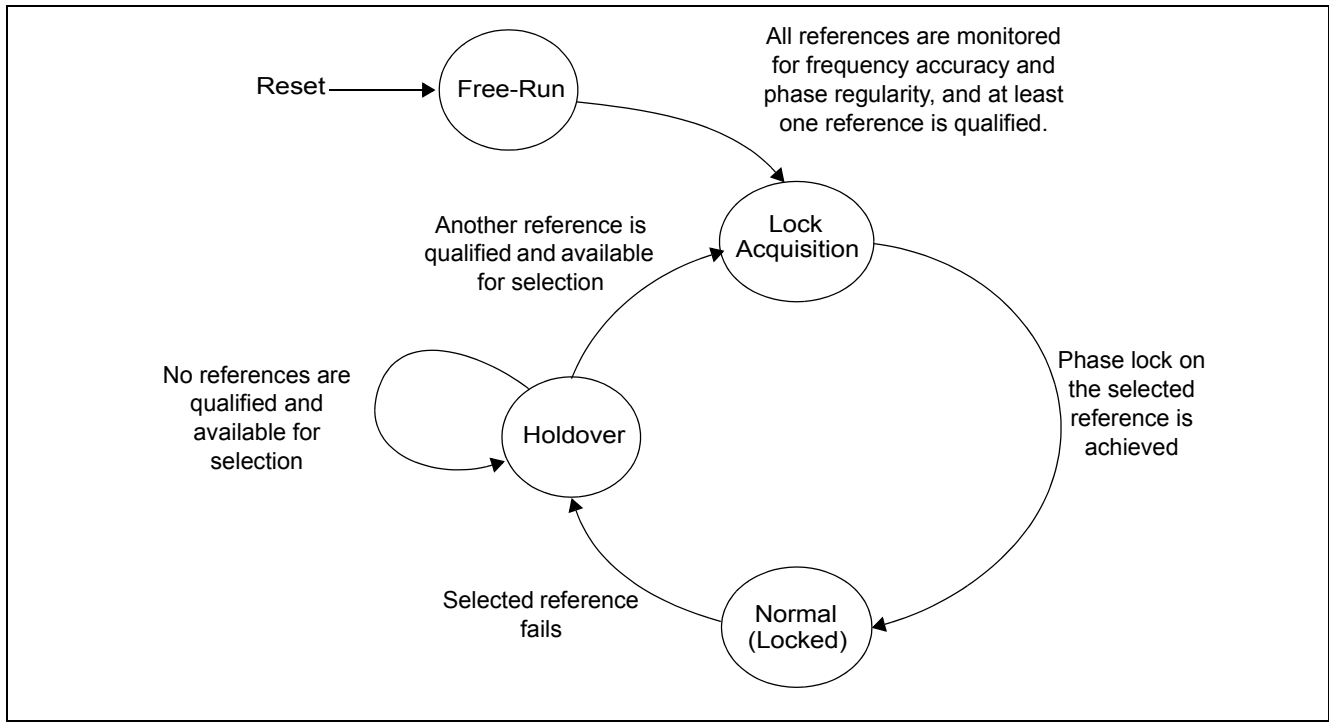 All references are monitored
for frequency accuracy and
phase regularity, and at least
one reference is qualified.
Reset
Free-Run
Another reference is
qualified and available
for selection
Lock
Acquisition
No references are
qualified and
available for
selection
Holdover
Phase lock on
the selected
reference is
achieved
Selected reference
fails
Normal
(Locked)